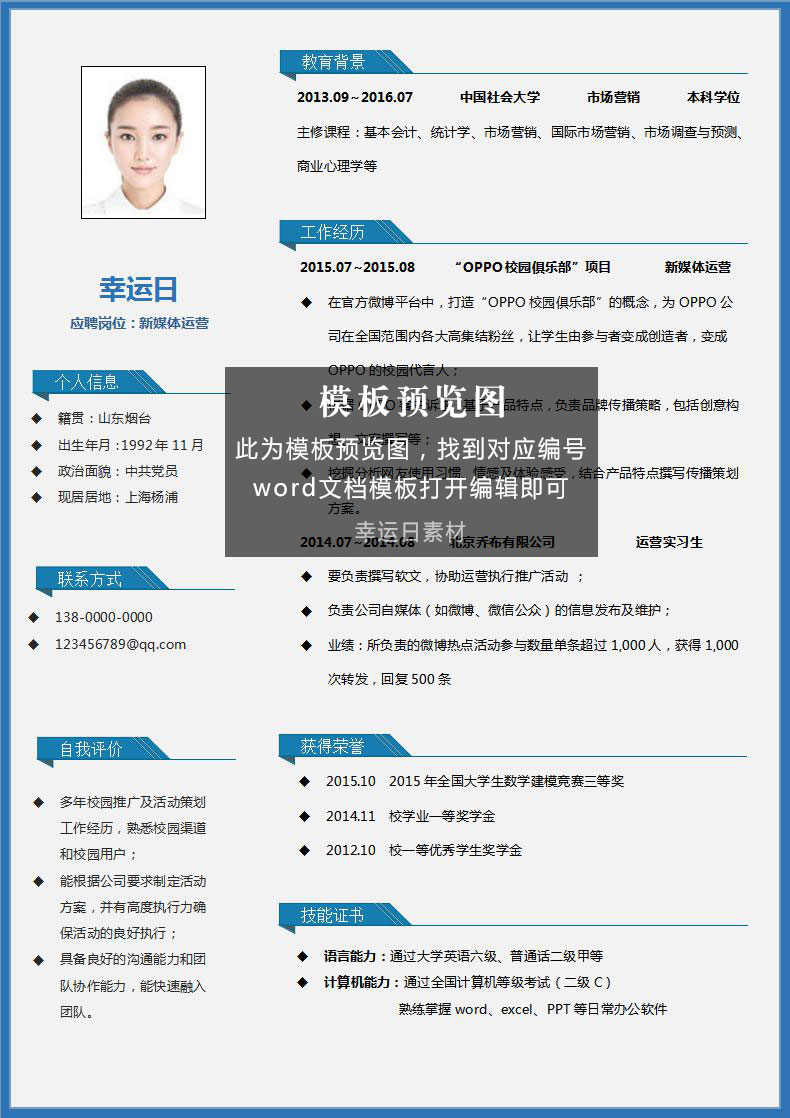 幸运日
应聘岗位：新媒体运营
个人信息
籍贯：山东烟台
出生年月:1992年11月
政治面貌：中共党员
现居居地：上海杨浦
联系方式
138-0000-0000
123456789@qq.com
自我评价
多年校园推广及活动策划
工作经历，熟悉校园渠道
和校园用户；
能根据公司要求制定活动
方案，并有高度执行力确
保活动的良好执行；
具备良好的沟通能力和团
队协作能力，能快速融入
团队。
教育背景
2013.09~2016.07 中国社会大学 市场营销 本科学位
主修课程：基本会计、统计学、市场营销、国际市场营销、市场调查与预测、
商业心理学等
工作经历
2015.07~2015.08 “OPPO校园俱乐部”项目 新媒体运营
在官方微博平台中，打造“OPPO校园俱乐部”的概念，为 OPPO 公
司在全国范围内各大高集结粉丝，让学生由参与者变成创造者，变成
OPPO 的校园代言人；
品特点，负责品牌传播策略，包括创意构
挖掘分析网友使用习惯、情感及体验感受，结合产品特点撰写传播策划
方案。
2014.07~2014.08 北京乔布有限公司 运营实习生
要负责撰写软文，协助运营执行推广活动 ；
负责公司自媒体（如微博、微信公众）的信息发布及维护；
业绩：所负责的微博热点活动参与数量单条超过 1,000 人，获得 1,000
次转发，回复 500 条
模板预览图
此为模板预览图，找到对应编号
word文档模板打开编辑即可
幸运日素材
获得荣誉
2015.10 2015 年全国大学生数学建模竞赛三等奖
2014.11 校学业一等奖学金
2012.10 校一等优秀学生奖学金
技能证书
语言能力：通过大学英语六级、普通话二级甲等
计算机能力：通过全国计算机等级考试（二级 C）
熟练掌握 word、excel、PPT 等日常办公软件